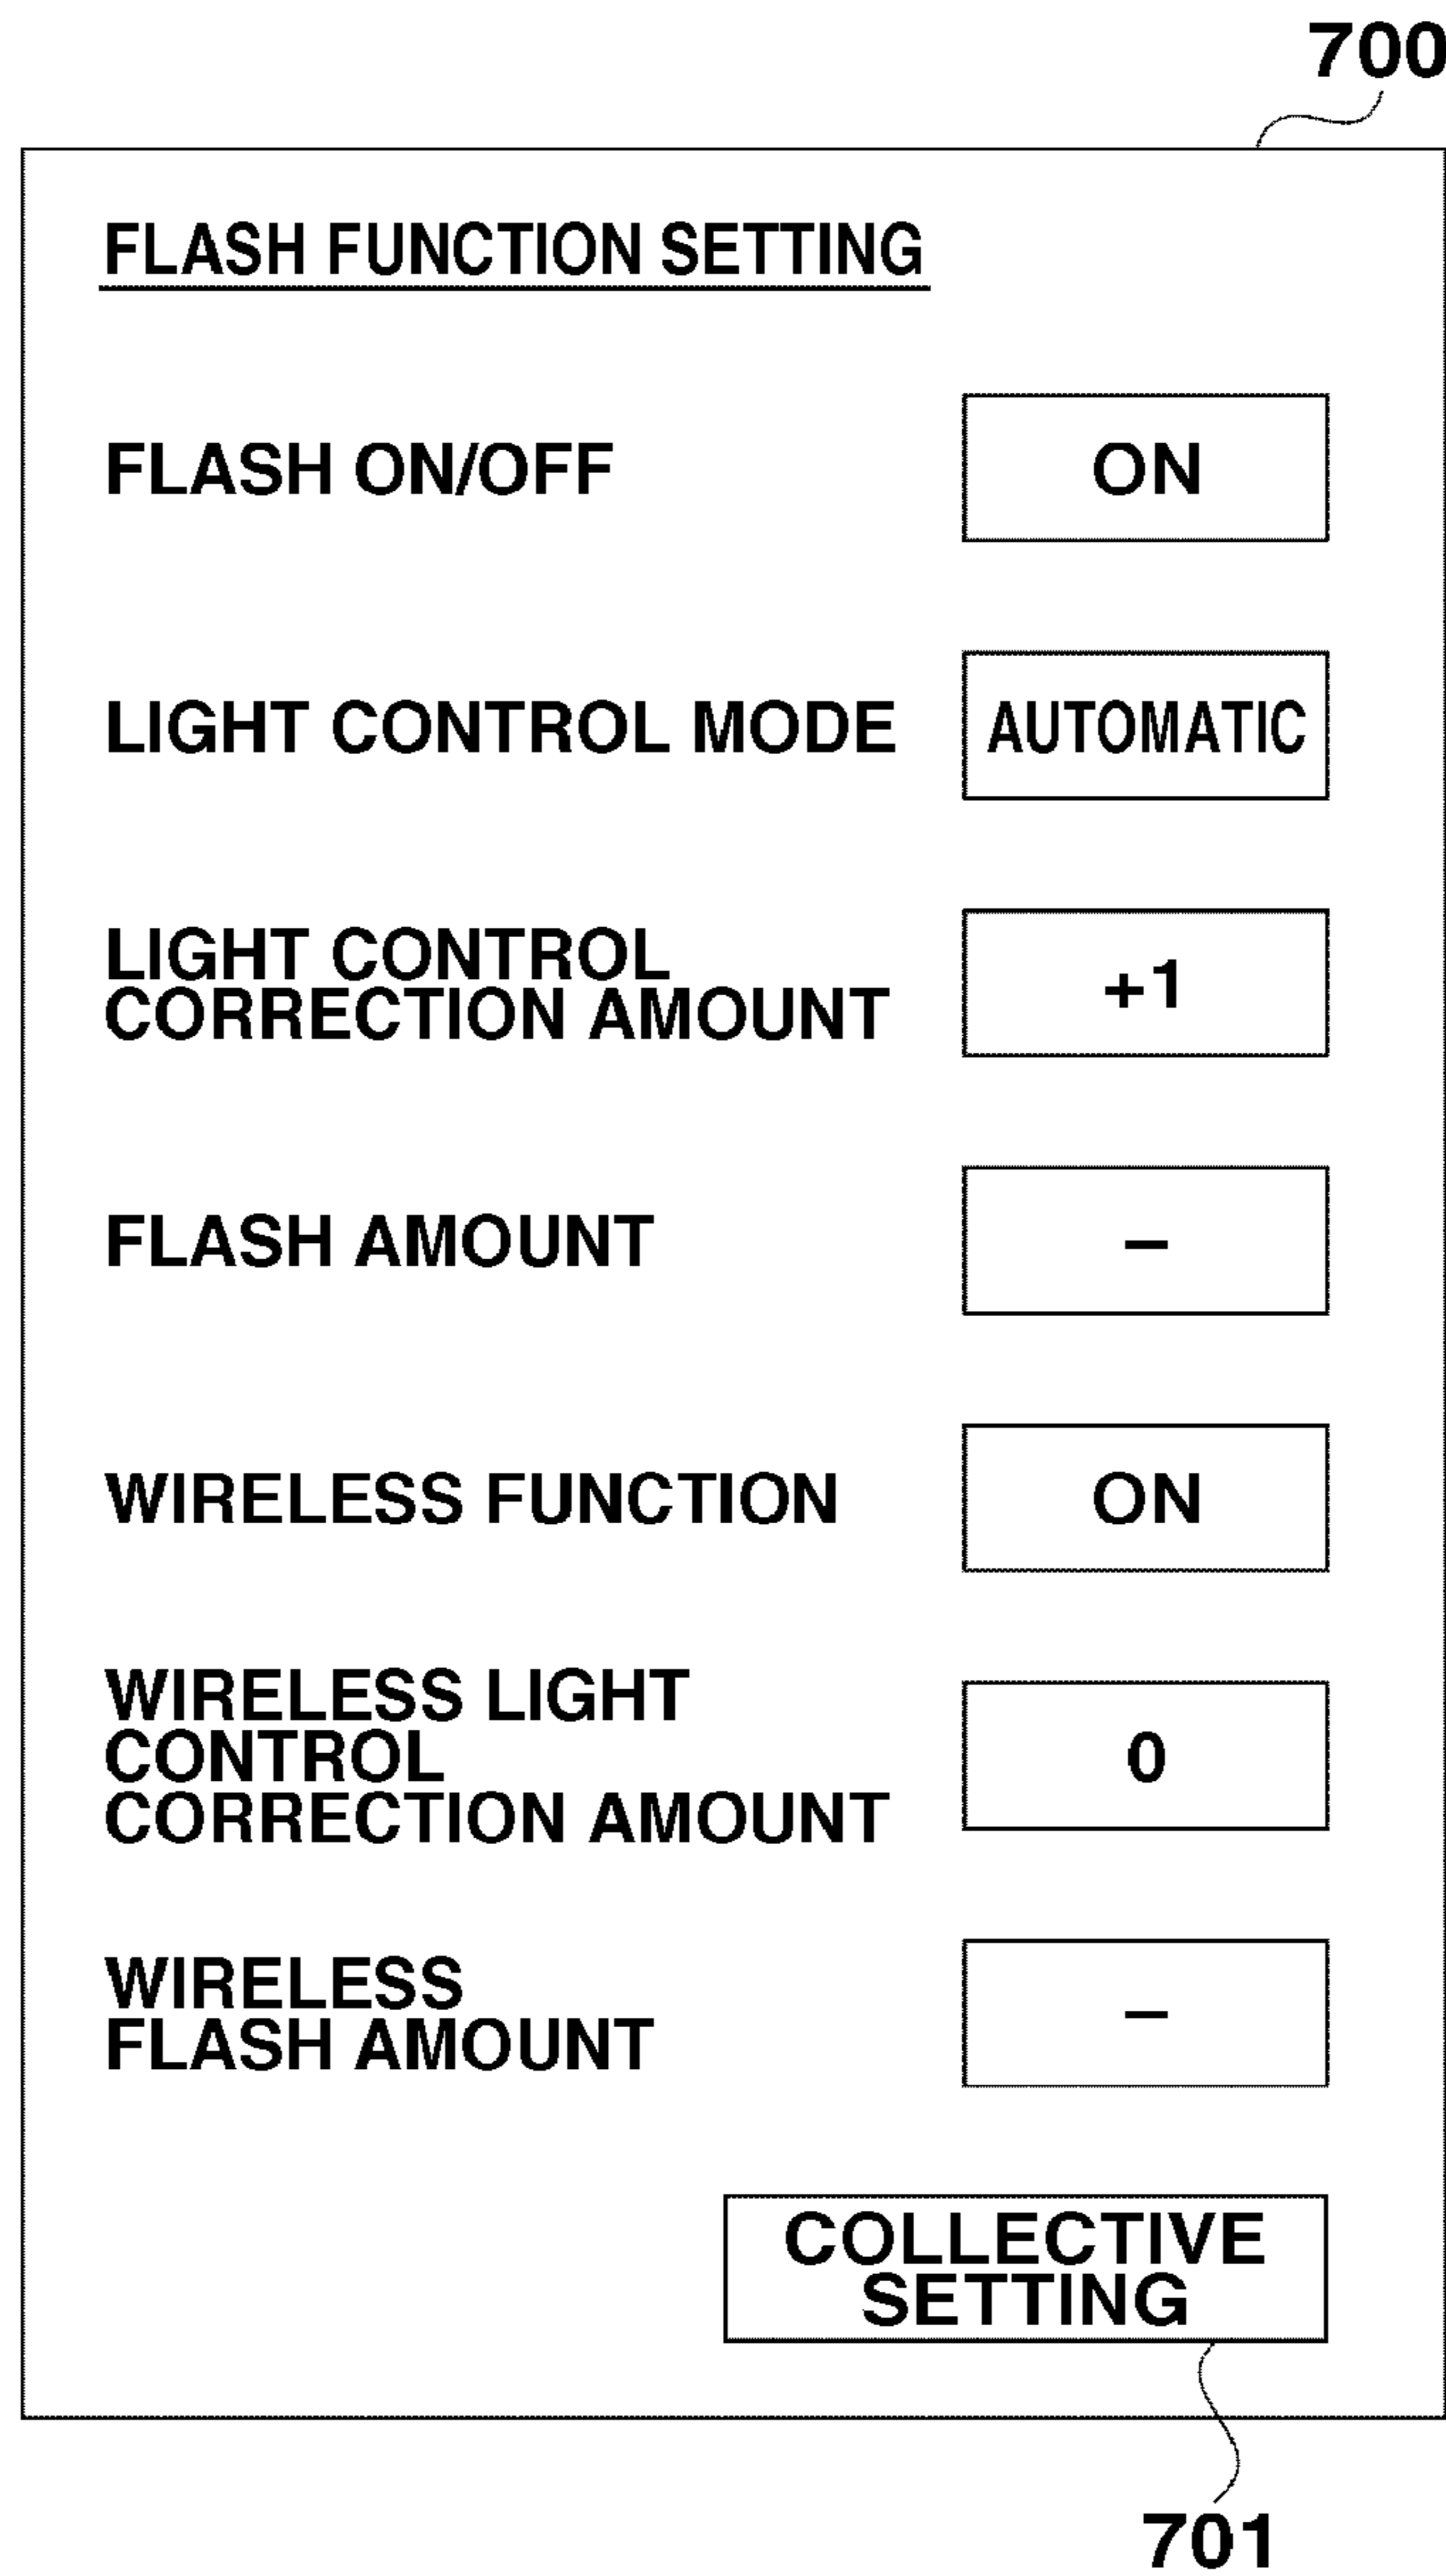 700
FLASH FUNCTION SETTING
FLASH ON/OFF ON
LIGHT CONTROL MODE AUTOMATIC
LIGHT CONTROL
CORRECTION AMOUNT +1
FLASH AMOUNT –
WIRELESS FUNCTION ON
WIRELESS LIGHT
CONTROL 0
CORRECTION AMOUNT
WIRELESS
FLASH AMOUNT –
COLLECTIVE
SETTING
701